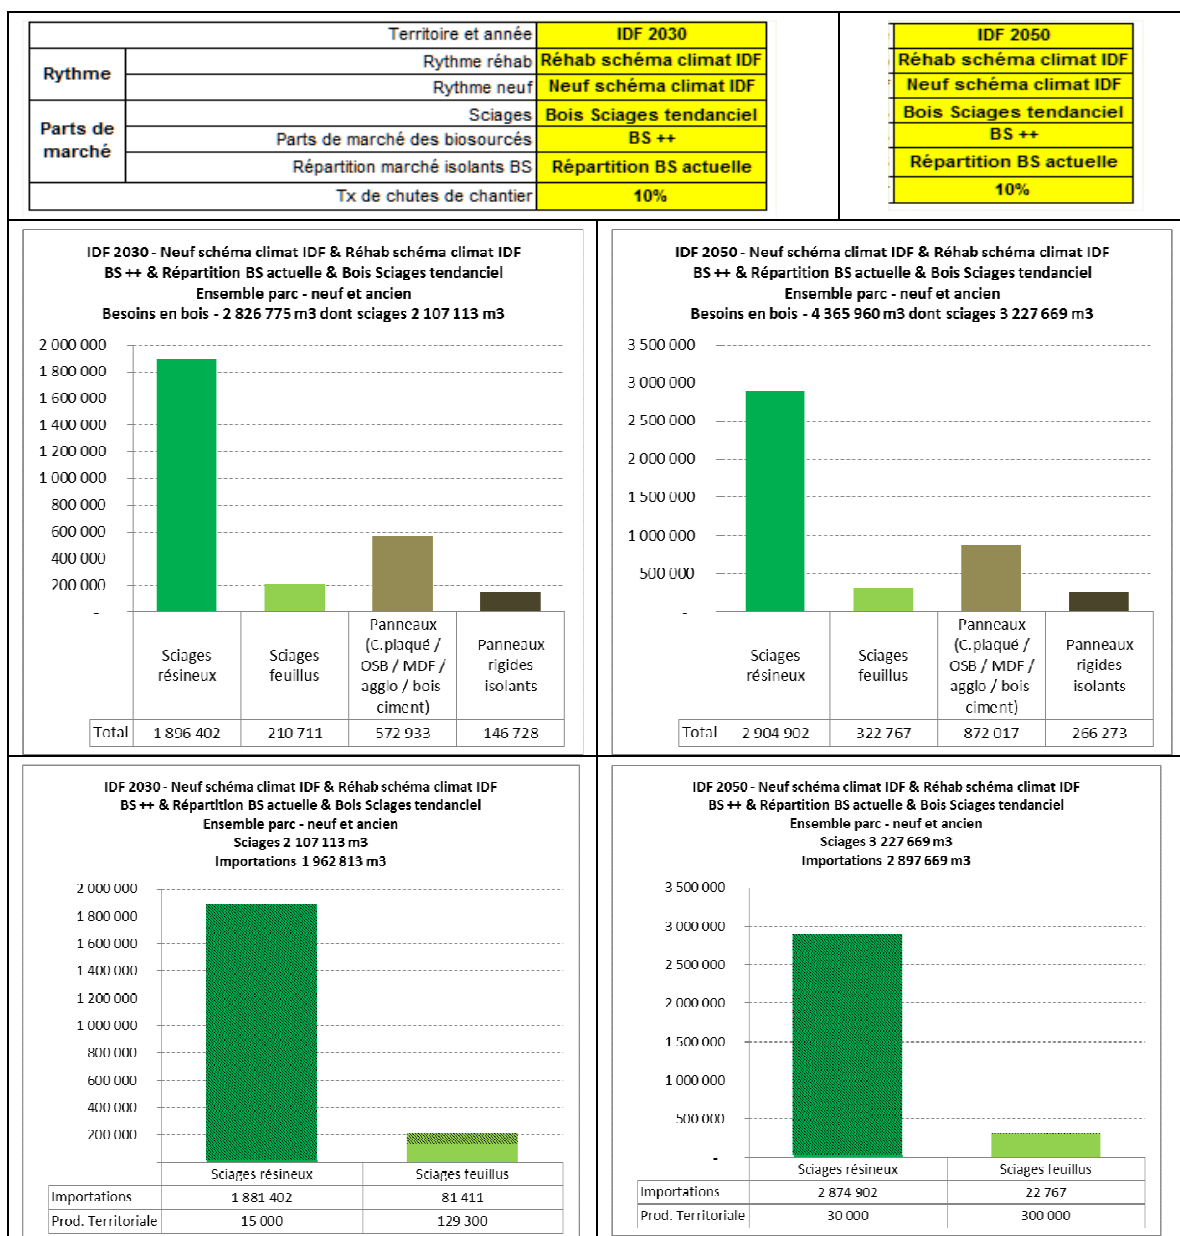 Territoire et année IDF 2030
Rythme Rythme réhab Réhab schéma climat IDF
Rythme neuf Neuf schéma climat IDF
Parts de marché Sciages Bois Sciages tendanciel
Parts de marché des biosourcés BS ++
Répartition marché isolants BS Répartition BS actuelle
Tx de chutes de chantier 10%
IDF 2050
Réhab schéma climat IDF
Neuf schéma climat IDF
Bois Sciages tendanciel
BS ++
Répartition BS actuelle
10%
IDF 2030 - Neuf schéma climat IDF & Réhab schéma climat IDF
BS ++ & Répartition BS actuelle & Bois Sciages tendanciel
Ensemble parc - neuf et ancien
Besoins en bois - 2 826 775 m3 dont sciages 2 107 113 m3
2 000 000
1 800 000
1 600 000
1 400 000
1 200 000
1 000 000
800 000
600 000
400 000
200 000
-
Sciages résineux
Sciages feuillus
Panneaux (C.plaqué / OSB / MDF / agglo / bois ciment)
Panneaux rigides isolants
Total 1 896 402 210 711 572 933 146 728
IDF 2050 - Neuf schéma climat IDF & Réhab schéma climat IDF
BS ++ & Répartition BS actuelle & Bois Sciages tendanciel
Ensemble parc - neuf et ancien
Besoins en bois - 4 365 960 m3 dont sciages 3 227 669 m3
3 500 000
3 000 000
2 500 000
2 000 000
1 500 000
1 000 000
500 000
-
Sciages résineux
Sciages feuillus
Panneaux (C.plaqué / OSB / MDF / agglo / bois ciment)
Panneaux rigides isolants
Total 2 904 902 322 767 872 017 266 273
IDF 2030 - Neuf schéma climat IDF & Réhab schéma climat IDF
BS ++ & Répartition BS actuelle & Bois Sciages tendanciel
Ensemble parc - neuf et ancien
Sciages 2 107 113 m3
Importations 1 962 813 m3
2 000 000
1 800 000
1 600 000
1 400 000
1 200 000
1 000 000
800 000
600 000
400 000
200 000
-
Sciages résineux Sciages feuillus
Importations 1 881 402 81 411
Prod. Territoriale 15 000 129 300
IDF 2050 - Neuf schéma climat IDF & Réhab schéma climat IDF
BS ++ & Répartition BS actuelle & Bois Sciages tendanciel
Ensemble parc - neuf et ancien
Sciages 3 227 669 m3
Importations 2 897 669 m3
3 500 000
3 000 000
2 500 000
2 000 000
1 500 000
1 000 000
500 000
-
Sciages résineux Sciages feuillus
Importations 2 874 902 22 767
Prod. Territoriale 30 000 300 000